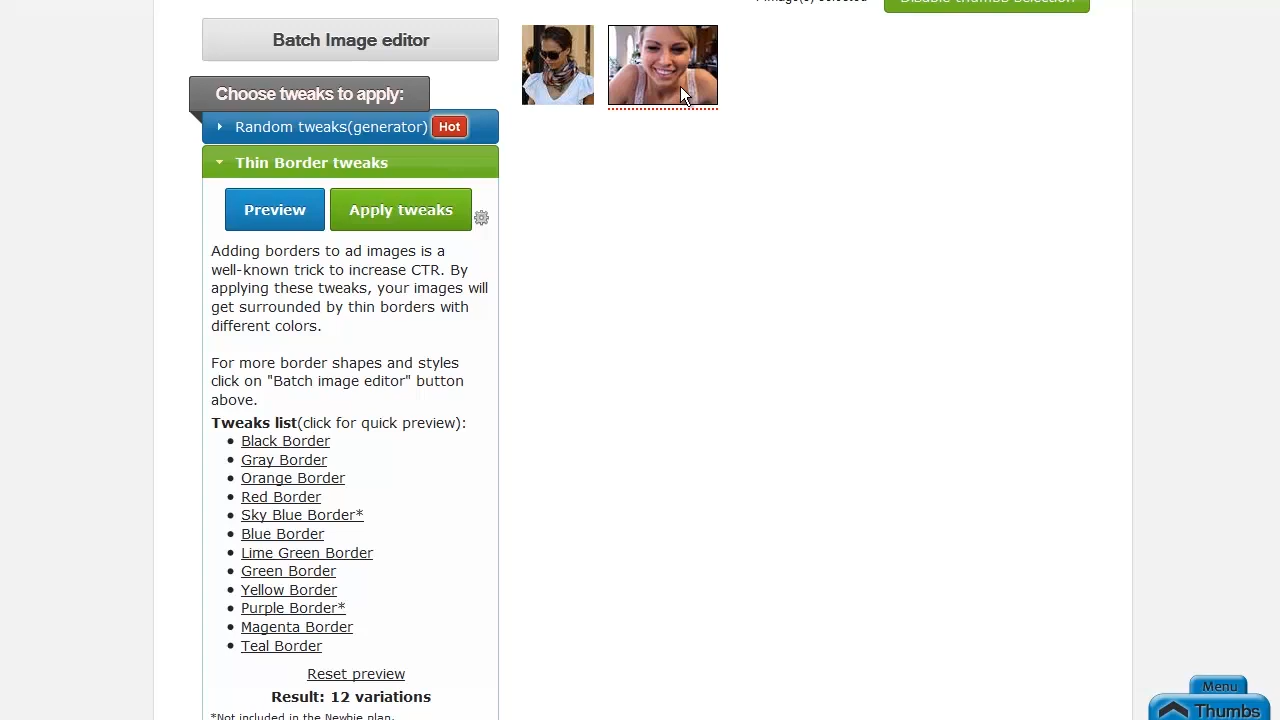 Disable thumb selection
Batch Image editor
Choose tweaks to apply:
Random tweaks(generator) Hot
Thin Border tweaks
Preview
Apply tweaks
Adding borders to ad images is a
well-known trick to increase CTR. By
applying these tweaks, your images will
get surrounded by thin borders with
different colors.
For more border shapes and styles
click on "Batch image editor" button
above.
Tweaks list(click for quick preview):
Black Border
Gray Border
Orange Border
Red Border
Sky Blue Border*
Blue Border
Lime Green Border
Green Border
Yellow Border
Purple Border*
Magenta Border
Teal Border
Reset preview
Result: 12 variations
*Not included in the Newbie plan.
Menu
Thumbs